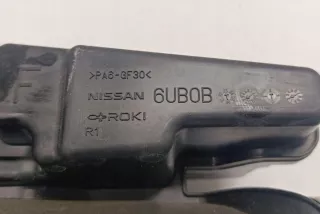 >PA6-GF30<
NISSAN 6UB0B
ROKI
R1